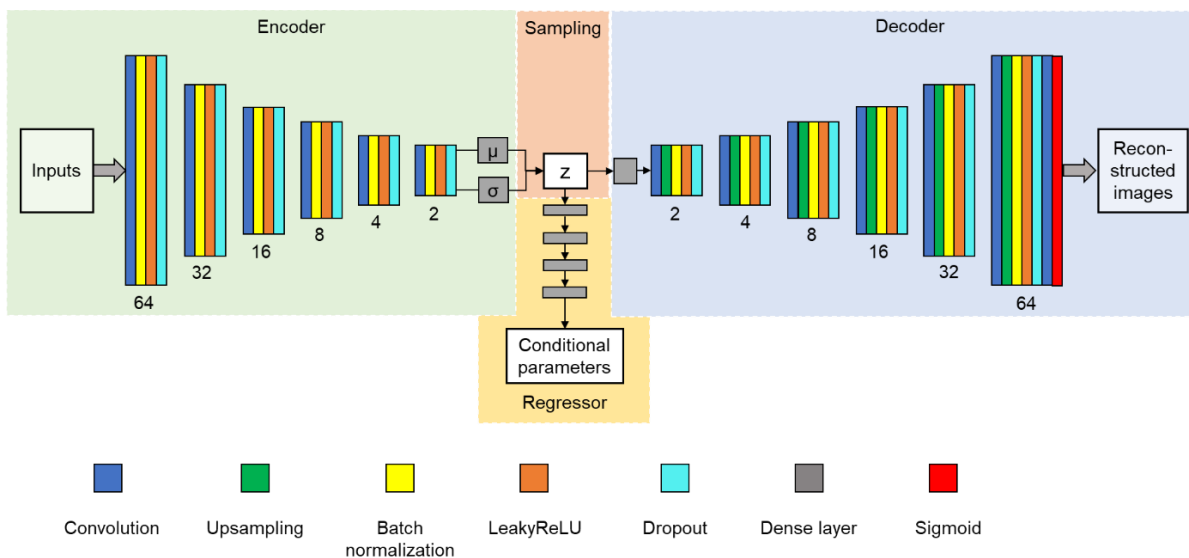 Encoder
Sampling
Decoder
Inputs
64
32
16
8
4
2
μ
σ
z
2
4
8
16
32
64
Recon-
structed
images
Conditional
parameters
Regressor
Convolution
Upsampling
Batch
normalization
LeakyReLU
Dropout
Dense layer
Sigmoid